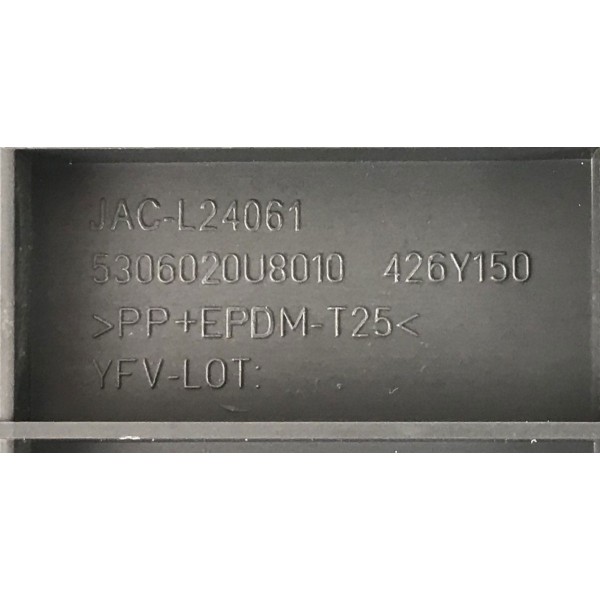 JAC-L24061
5306020U8010 426Y150
>PP+EPDM-T25<
YFV-LOT: